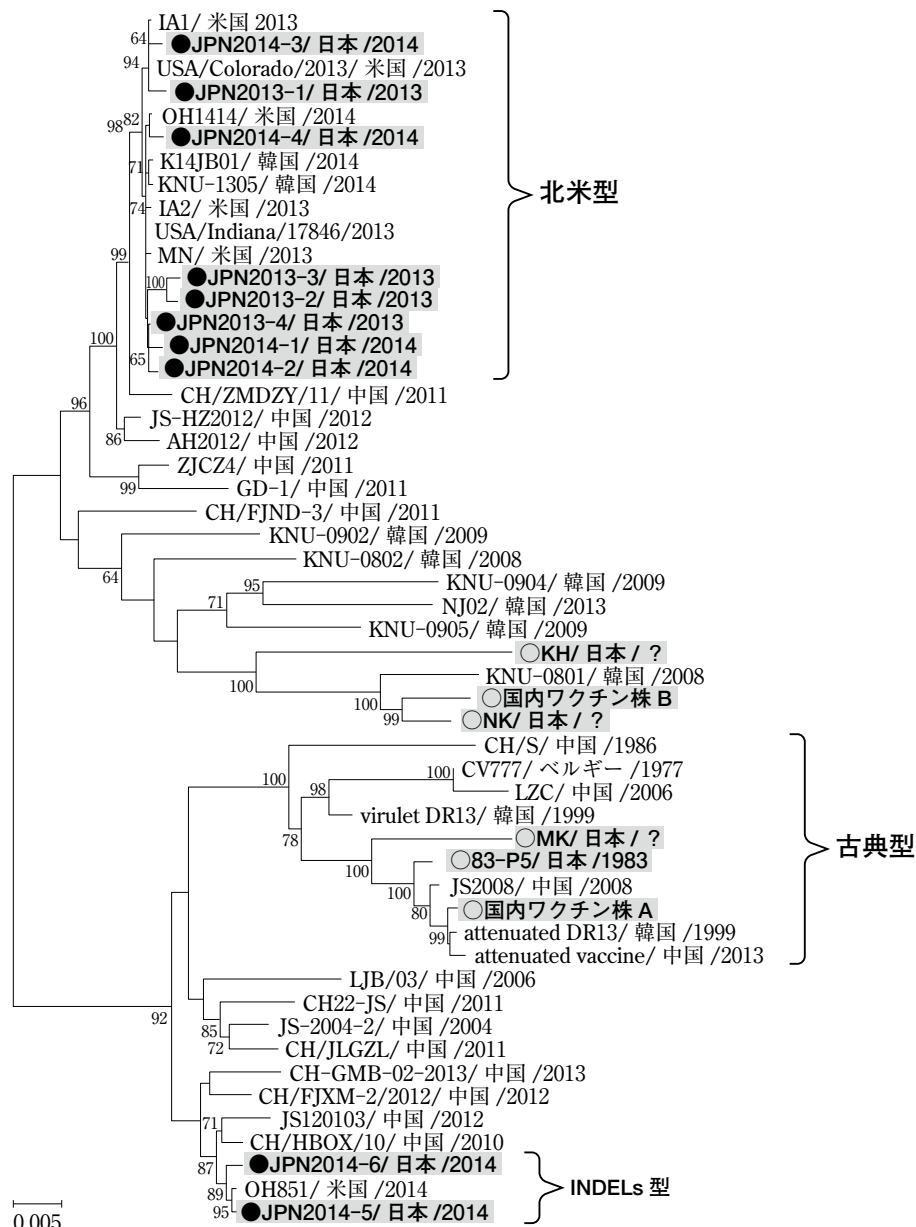 IA1/ 米国 2013
64
●JPN2014-3/ 日本 /2014
94
USA/Colorado/2013/ 米国 /2013
●JPN2013-1/ 日本 /2013
OH1414/ 米国 /2014
98
82
●JPN2014-4/ 日本 /2014
K14JB01/ 韓国 /2014
71
KNU-1305/ 韓国 /2014
北米型
74
IA2/ 米国 /2013
USA/Indiana/17846/2013
99
MN/ 米国 /2013
100
●JPN2013-3/ 日本 /2013
●JPN2013-2/ 日本 /2013
●JPN2013-4/ 日本 /2013
100
●JPN2014-1/ 日本 /2014
65
●JPN2014-2/ 日本 /2014
CH/ZMDZY/11/ 中国 /2011
96
JS-HZ2012/ 中国 /2012
86
AH2012/ 中国 /2012
ZJCZ4/ 中国 /2011
99
GD-1/ 中国 /2011
CH/FJND-3/ 中国 /2011
KNU-0902/ 韓国 /2009
64
KNU-0802/ 韓国 /2008
95
KNU-0904/ 韓国 /2009
71
NJ02/ 韓国 /2013
KNU-0905/ 韓国 /2009
○KH/ 日本 / ?
100
KNU-0801/ 韓国 /2008
100
○国内ワクチン株 B
99
○NK/ 日本 / ?
CH/S/ 中国 /1986
100
100
CV777/ ベルギー /1977
98
LZC/ 中国 /2006
virulet DR13/ 韓国 /1999
78
○MK/ 日本 / ?
古典型
100
○83-P5/ 日本 /1983
100
JS2008/ 中国 /2008
80
○国内ワクチン株 A
99
attenuated DR13/ 韓国 /1999
attenuated vaccine/ 中国 /2013
LJB/03/ 中国 /2006
92
CH22-JS/ 中国 /2011
85
JS-2004-2/ 中国 /2004
72
CH/JLGZL/ 中国 /2011
CH-GMB-02-2013/ 中国 /2013
CH/FJXM-2/2012/ 中国 /2012
71
JS120103/ 中国 /2012
CH/HBOX/10/ 中国 /2010
87
●JPN2014-6/ 日本 /2014
89
OH851/ 米国 /2014
INDELs 型
95
●JPN2014-5/ 日本 /2014
0.005